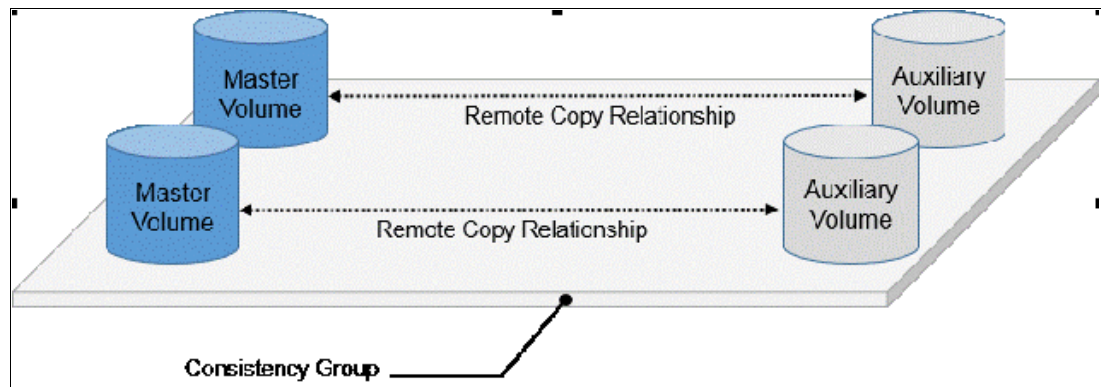 Master
Volume
Auxiliary
Volume
Remote Copy Relationship
Master
Volume
Auxiliary
Volume
Remote Copy Relationship
Consistency Group